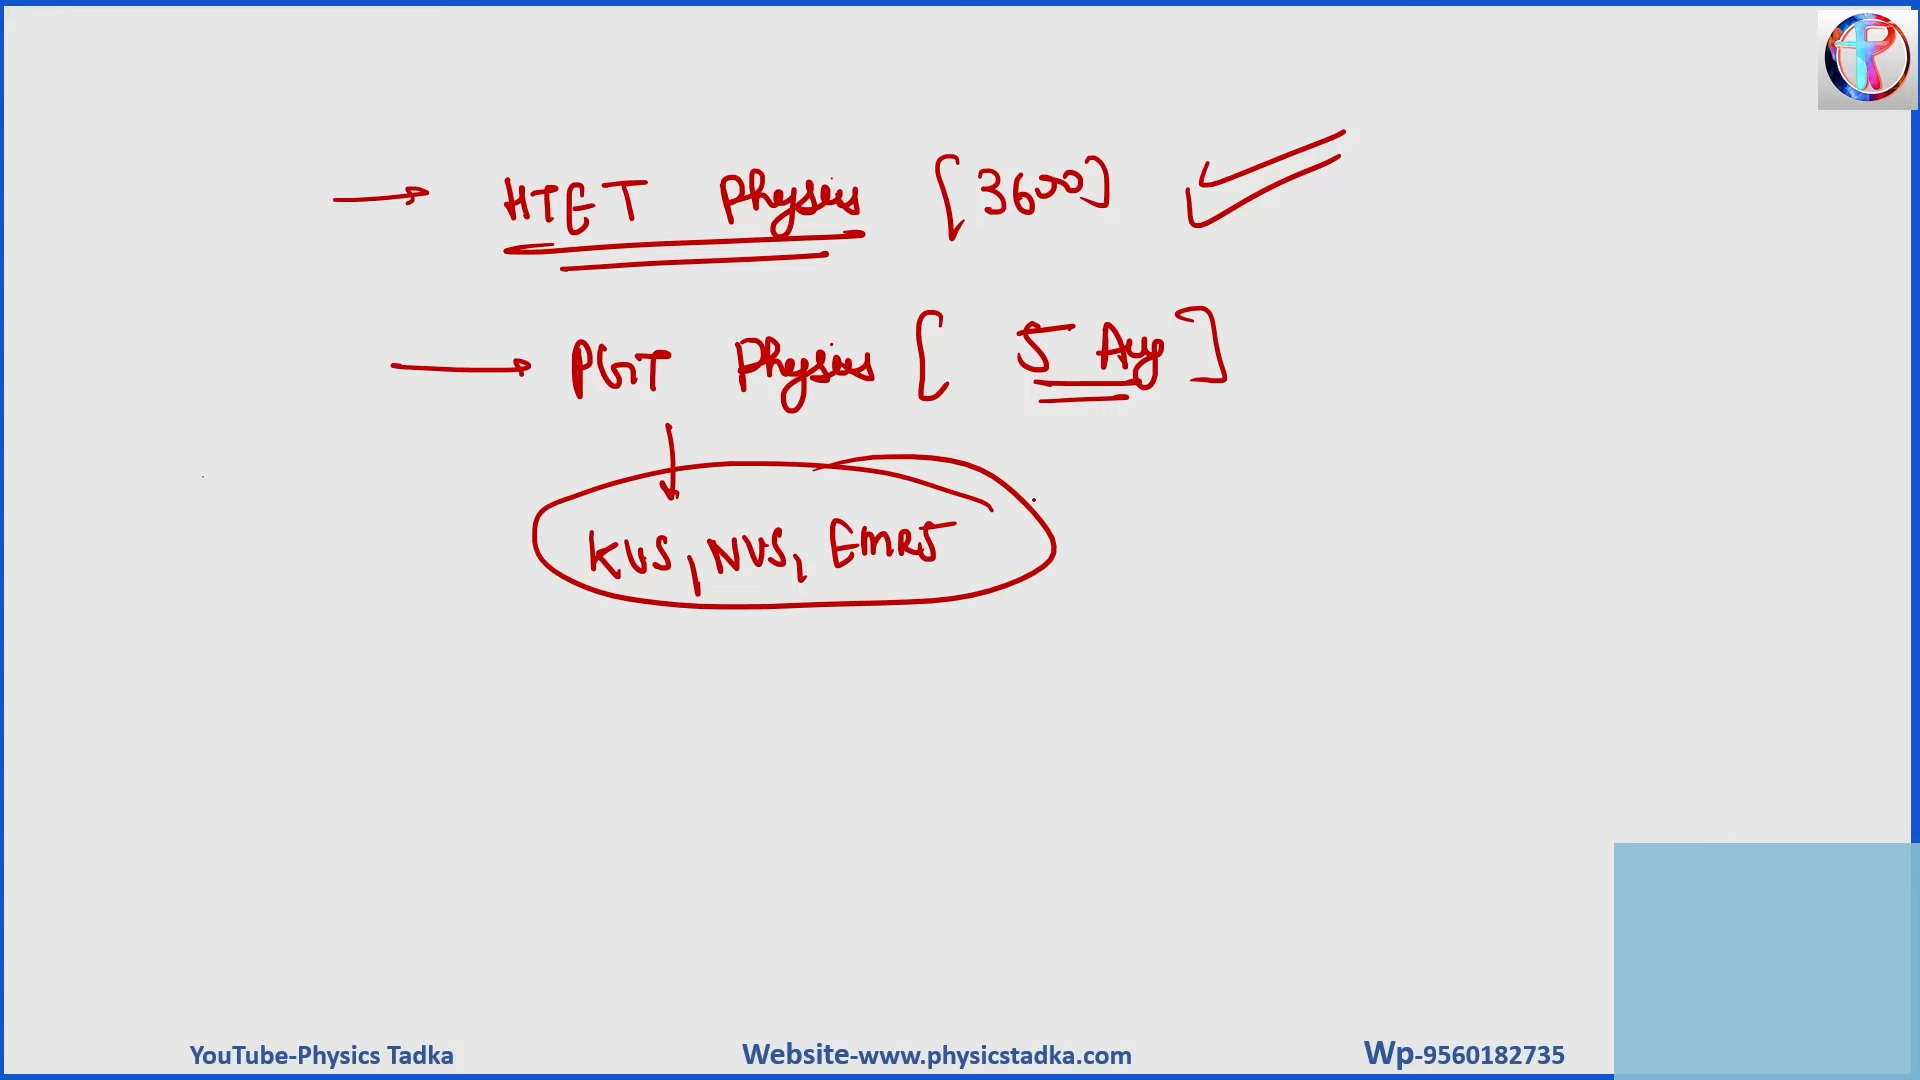 → HTET Physics [3600]
→ PGT Physics [5 Aug]
KVS, NVS, EMRS
YouTube-Physics Tadka
Website-www.physicstadka.com
Wp-9560182735